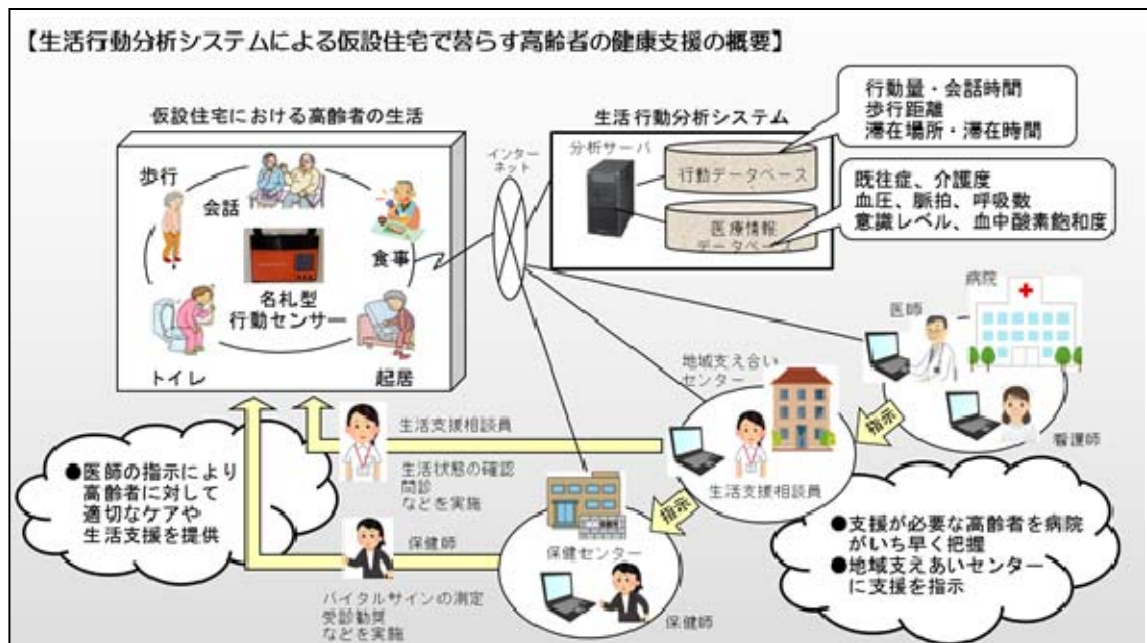 【生活行動分析システムによる仮設住宅で暮らす高齢者の健康支援の概要】
仮設住宅における高齢者の生活
歩行
会話
食事
名札型
行動センサー
トイレ
起居
インター
ネット
生活行動分析システム
分析サーバ
行動データベース
医療情報
データベース
行動量・会話時間
歩行距離
滞在場所・滞在時間
既往症、介護度
血圧、脈拍、呼吸数
意識レベル、血中酸素飽和度
病院
医師
看護師
指示
地域支え合い
センター
生活支援相談員
指示
保健センター
保健師
生活支援相談員
生活状態の確認
問診
などを実施
保健師
バイタルサインの測定
受診勧奨
などを実施
●医師の指示により
高齢者に対して
適切なケアや
生活支援を提供
●支援が必要な高齢者を病院
がいち早く把握
●地域支えあいセンター
に支援を指示